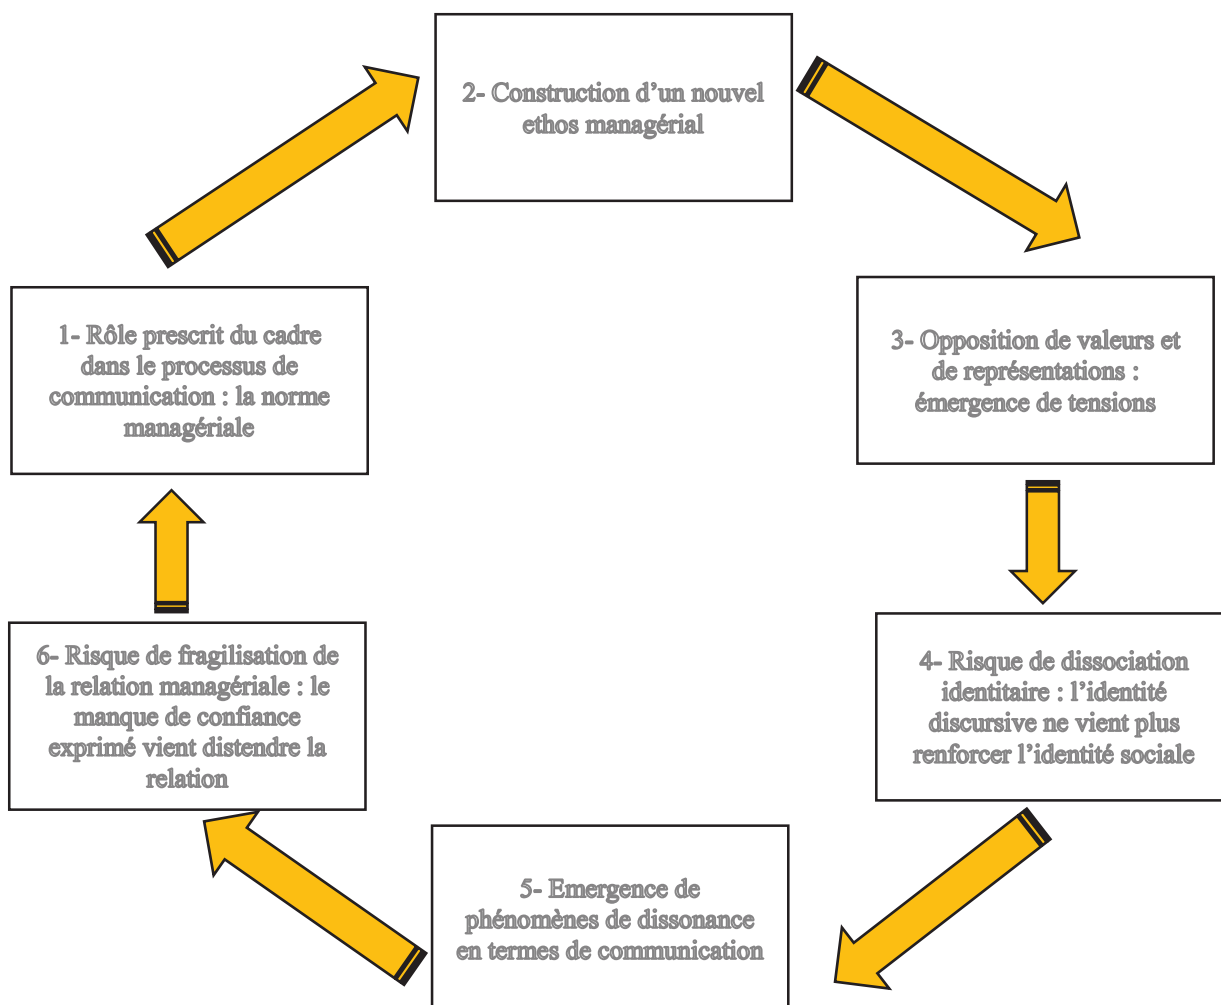 1- Rôle prescrit du cadre
dans le processus de
communication : la norme
managériale
2- Construction d’un nouvel
ethos managérial
3- Opposition de valeurs et
de représentations :
émergence de tensions
4- Risque de dissociation
identitaire : l’identité
discursive ne vient plus
renforcer l’identité sociale
5- Emergence de
phénomènes de dissonance
en termes de communication
6- Risque de fragilisation de
la relation managériale : le
manque de confiance
exprimé vient distendre la
relation